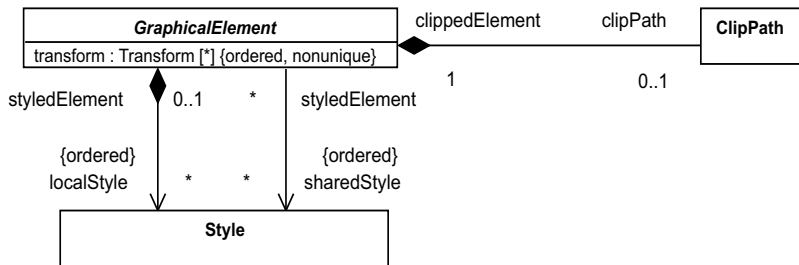 GraphicalElement
transform : Transform [*] {ordered, nonunique}
clippedElement clipPath
ClipPath
1 0..1
styledElement 0..1 * styledElement
{ordered} {ordered}
localStyle * * sharedStyle
Style